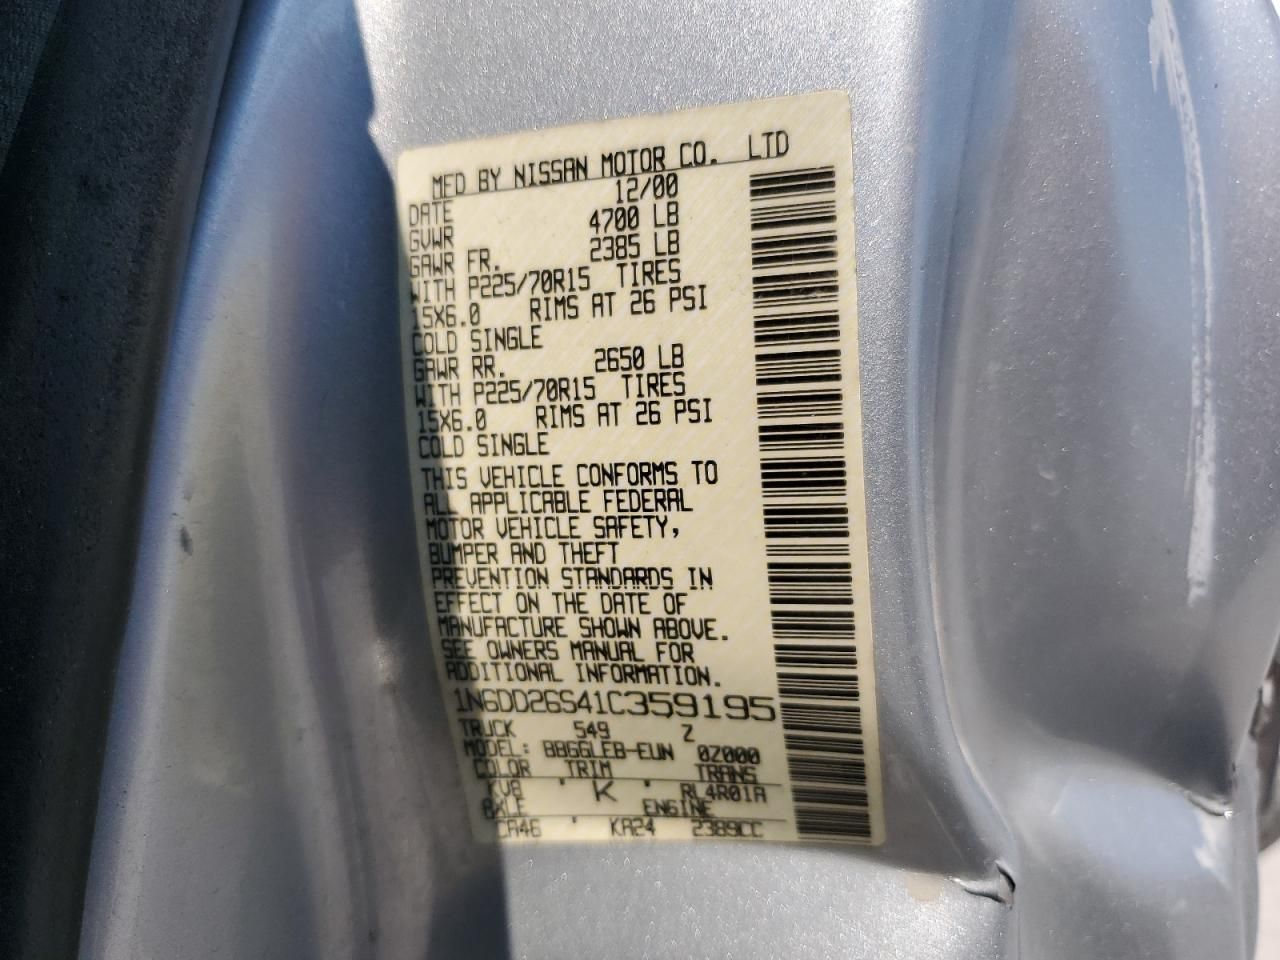 MFD BY NISSAN MOTOR CO. LTD
DATE 12/00
GVWR 4700 LB
GAWR FR. 2385 LB
WITH P225/70R15 TIRES
15X6.0 RIMS AT 26 PSI
COLD SINGLE
GAWR RR. 2650 LB
WITH P225/70R15 TIRES
15X6.0 RIMS AT 26 PSI
COLD SINGLE
THIS VEHICLE CONFORMS TO
ALL APPLICABLE FEDERAL
MOTOR VEHICLE SAFETY,
BUMPER AND THEFT
PREVENTION STANDARDS IN
EFFECT ON THE DATE OF
MANUFACTURE SHOWN ABOVE.
SEE OWNERS MANUAL FOR
ADDITIONAL INFORMATION.
1N6DD26S41C359195
TRUCK 549 Z
MODEL: BBGGLEB-EUN 0Z000
COLOR TRIM TRANS
KV8 ' K ' RL4R01A
AXLE ENGINE
CA46 ' KA24 2389CC